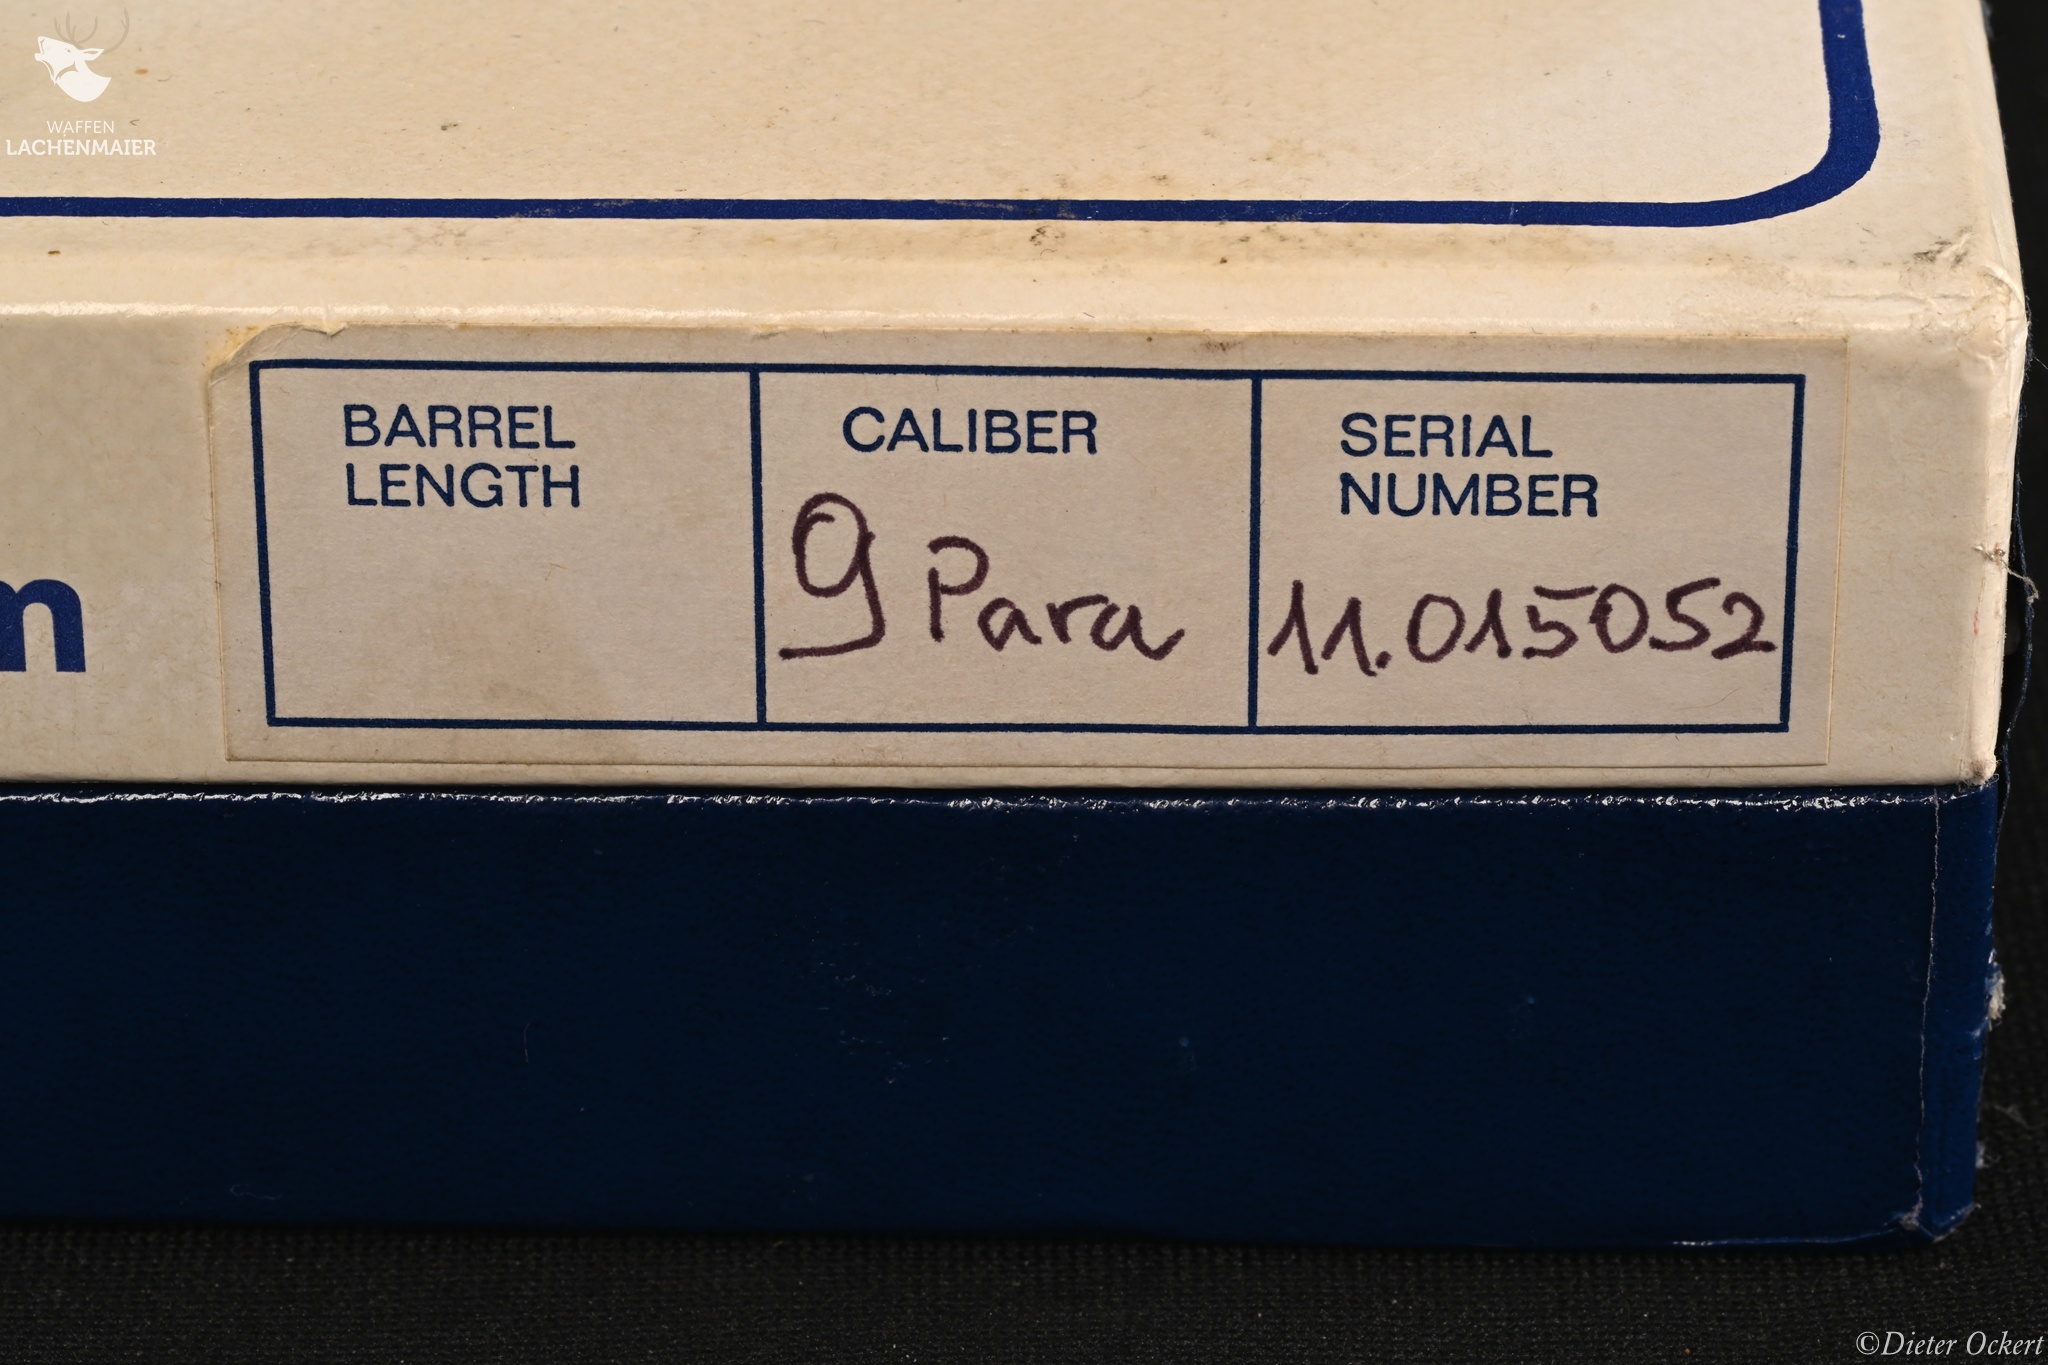 WAFFEN
LACHENMAIER
BARREL
LENGTH
CALIBER
9 Para
SERIAL
NUMBER
11.015052
m
©Dieter Ockert